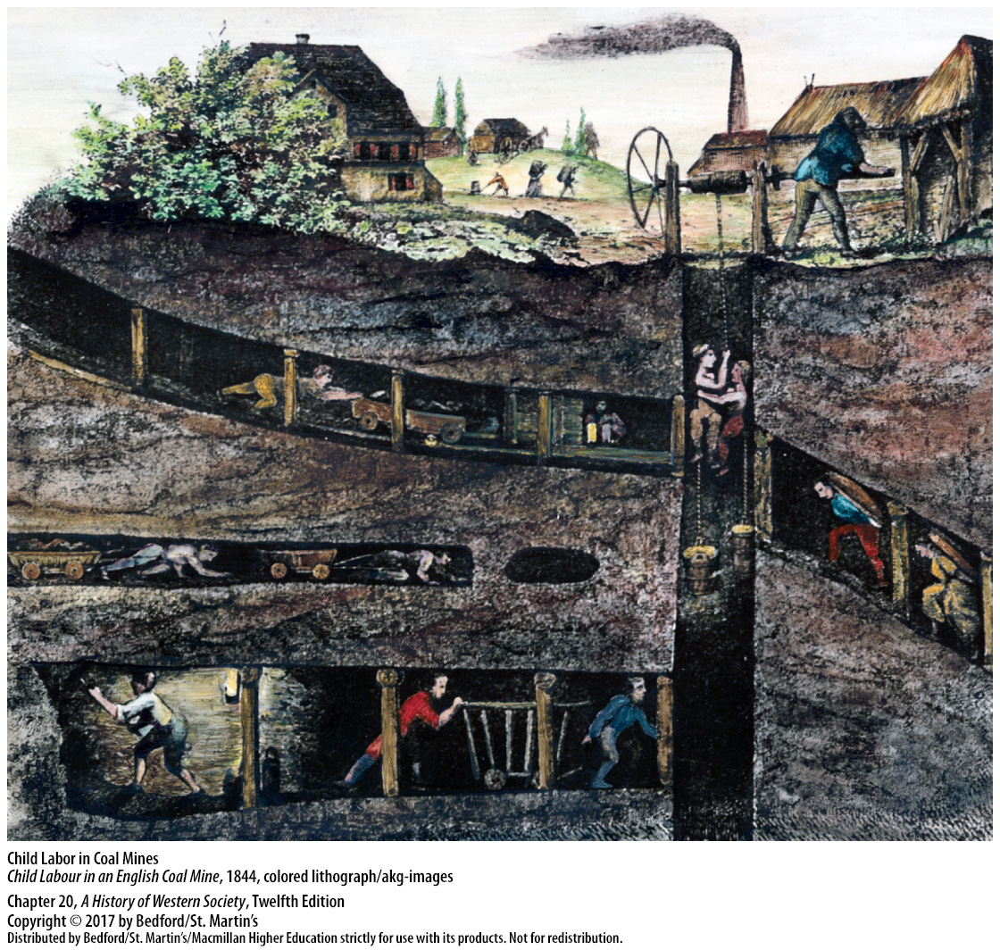 Child Labor in Coal Mines
Child Labour in an English Coal Mine, 1844, colored lithograph/akg-images
Chapter 20, A History of Western Society, Twelfth Edition
Copyright © 2017 by Bedford/St. Martin’s
Distributed by Bedford/St. Martin’s/Macmillan Higher Education strictly for use with its products. Not for redistribution.